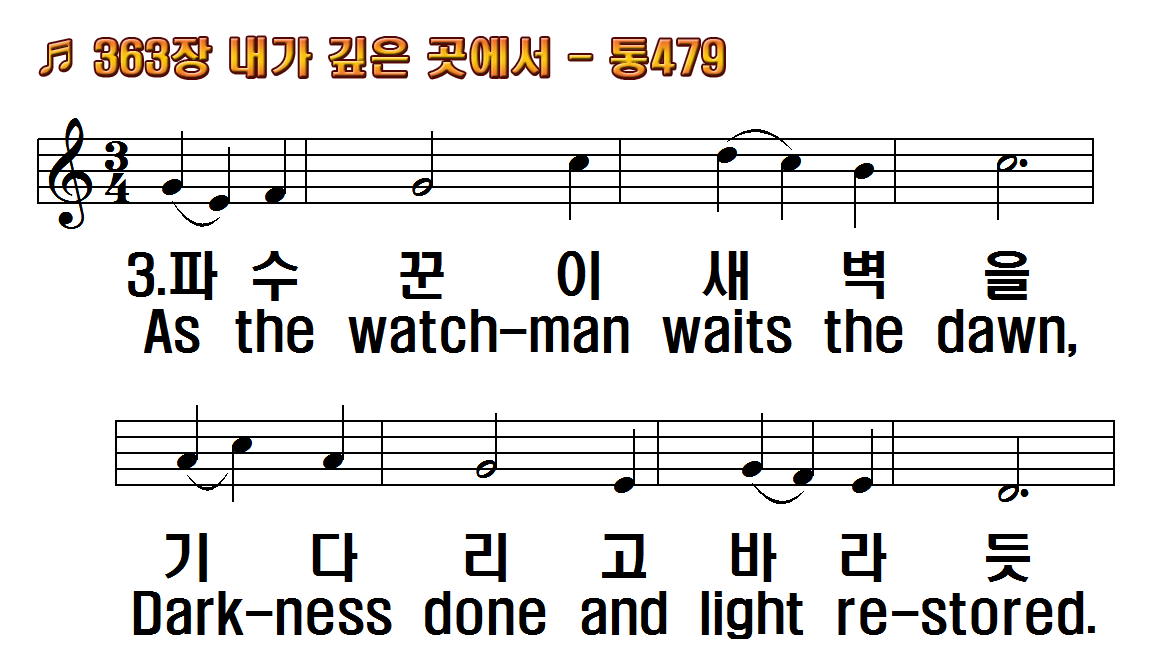 ♬ 363장 내가 깊은 곳에서 - 통479
3
4
3.파 수 꾼 이 새 벽 을
As the watch-man waits the dawn,
기 다 리 고 바 라 듯
Dark-ness done and light re-stored.